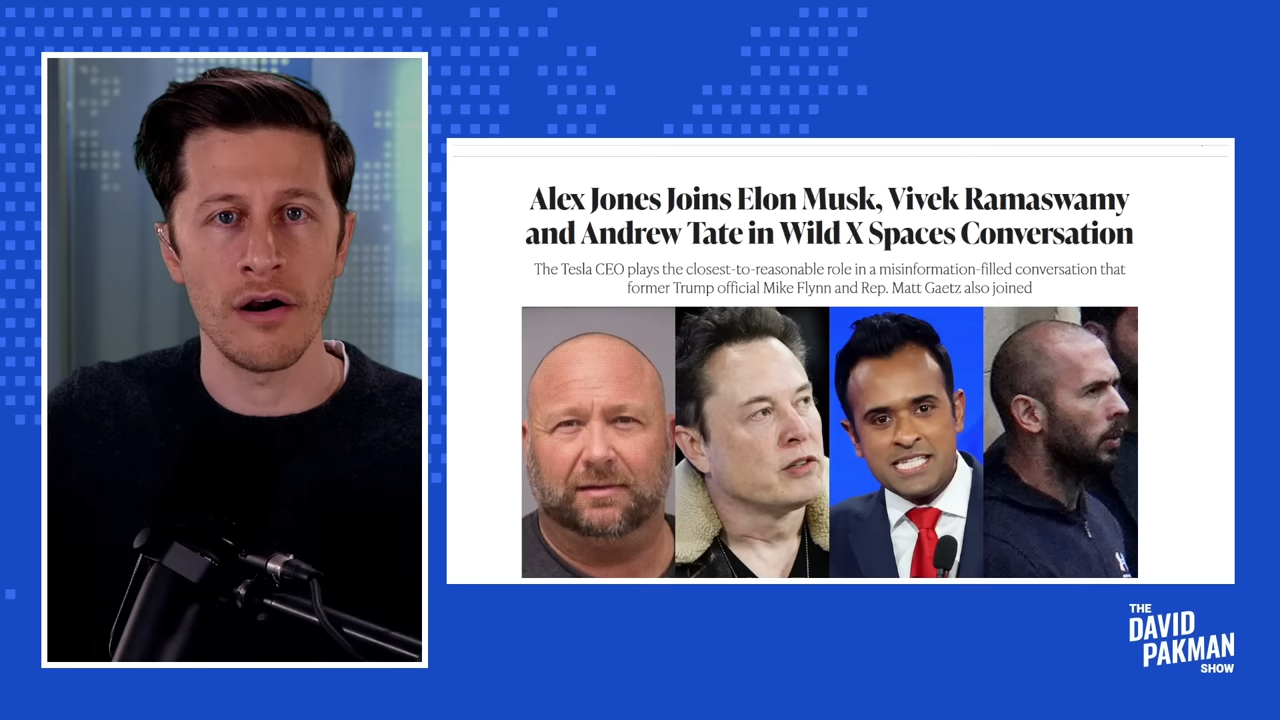 Alex Jones Joins Elon Musk, Vivek Ramaswamy
and Andrew Tate in Wild X Spaces Conversation
The Tesla CEO plays the closest-to-reasonable role in a misinformation-filled conversation that
former Trump official Mike Flynn and Rep. Matt Gaetz also joined
THE
DAVID
PAKMAN
SHOW